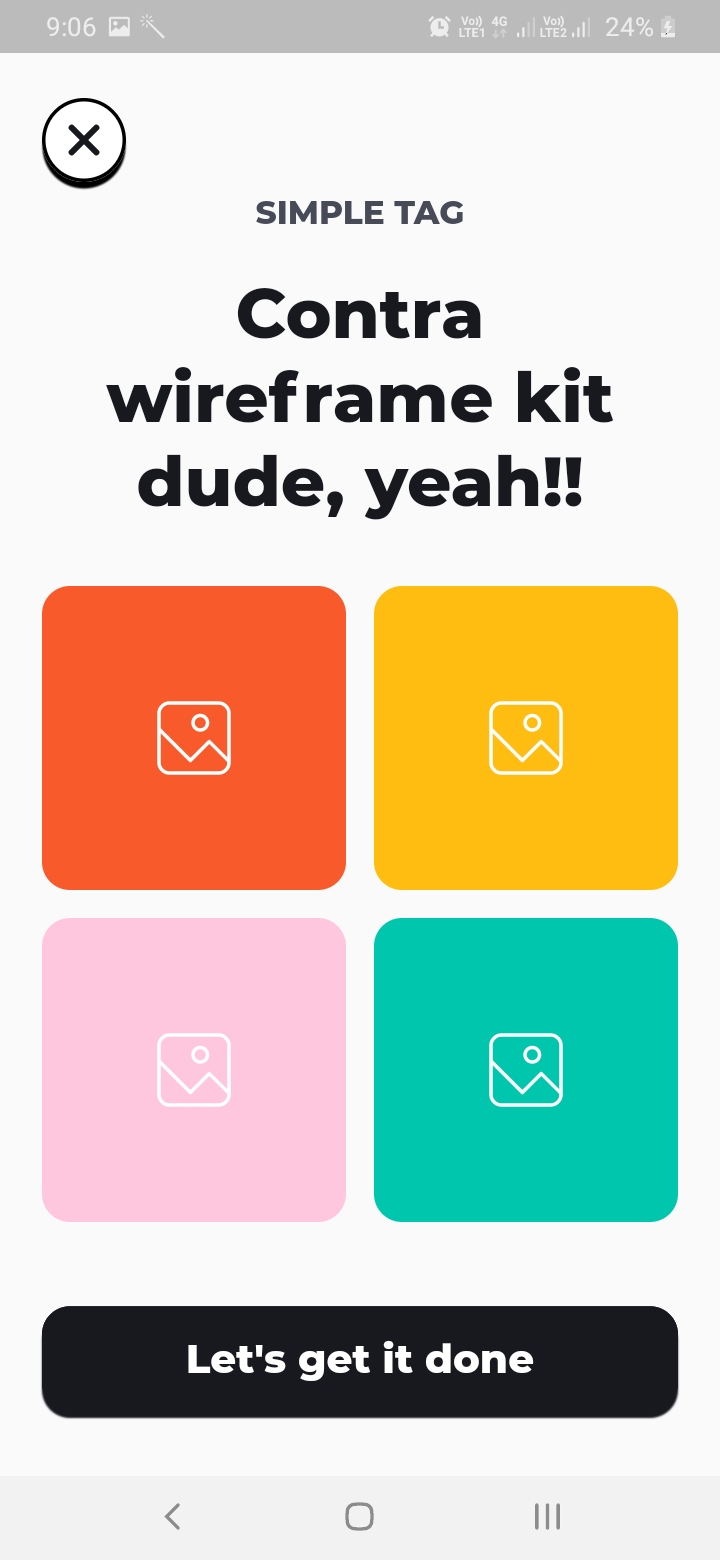 9:06 Vo)) LTE1 4G Vo)) LTE2 24%
SIMPLE TAG
Contra
wireframe kit
dude, yeah!!
Let's get it done